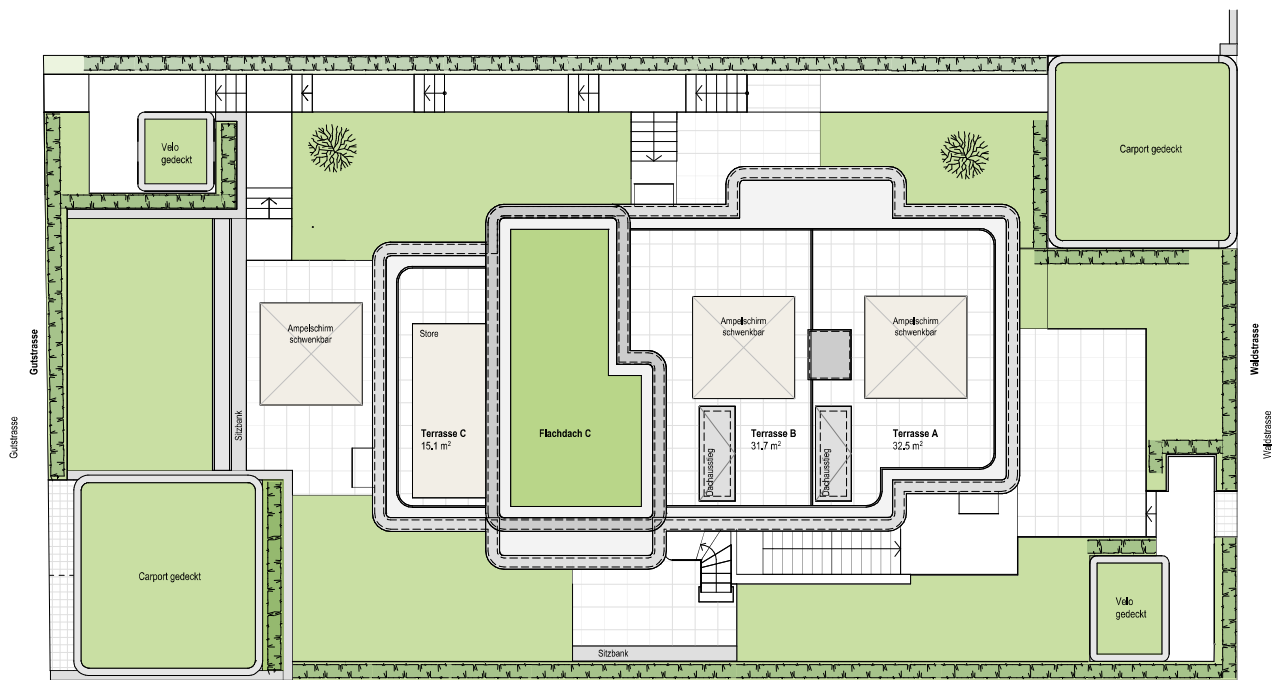 Velo
gedeckt
Carport gedeckt
Ampelschirm
schwenkbar
Store
Ampelschirm
schwenkbar
Ampelschirm
schwenkbar
Gutstrasse
Waldstrasse
Gutstrasse
Sitzbank
Terrasse C
15.1 m²
Flachdach C
Terrasse B
31.7 m²
Terrasse A
32.5 m²
Waldstrasse
Dachausstieg
Dachausstieg
Carport gedeckt
Velo
gedeckt
Sitzbank